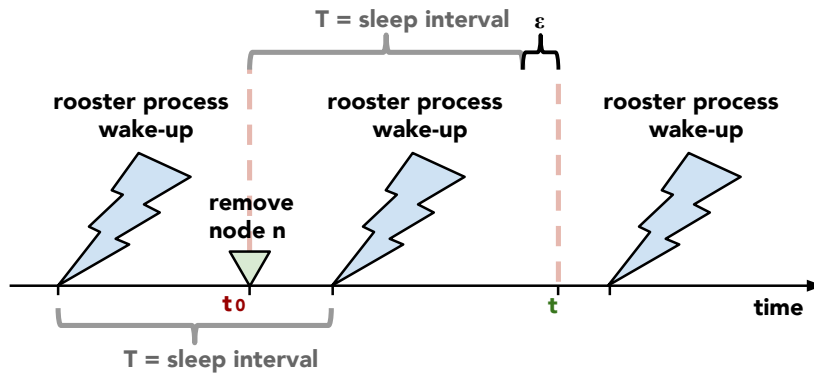 T = sleep interval
ε
rooster process
wake-up
rooster process
wake-up
rooster process
wake-up
remove
node n
t0
t
time
T = sleep interval